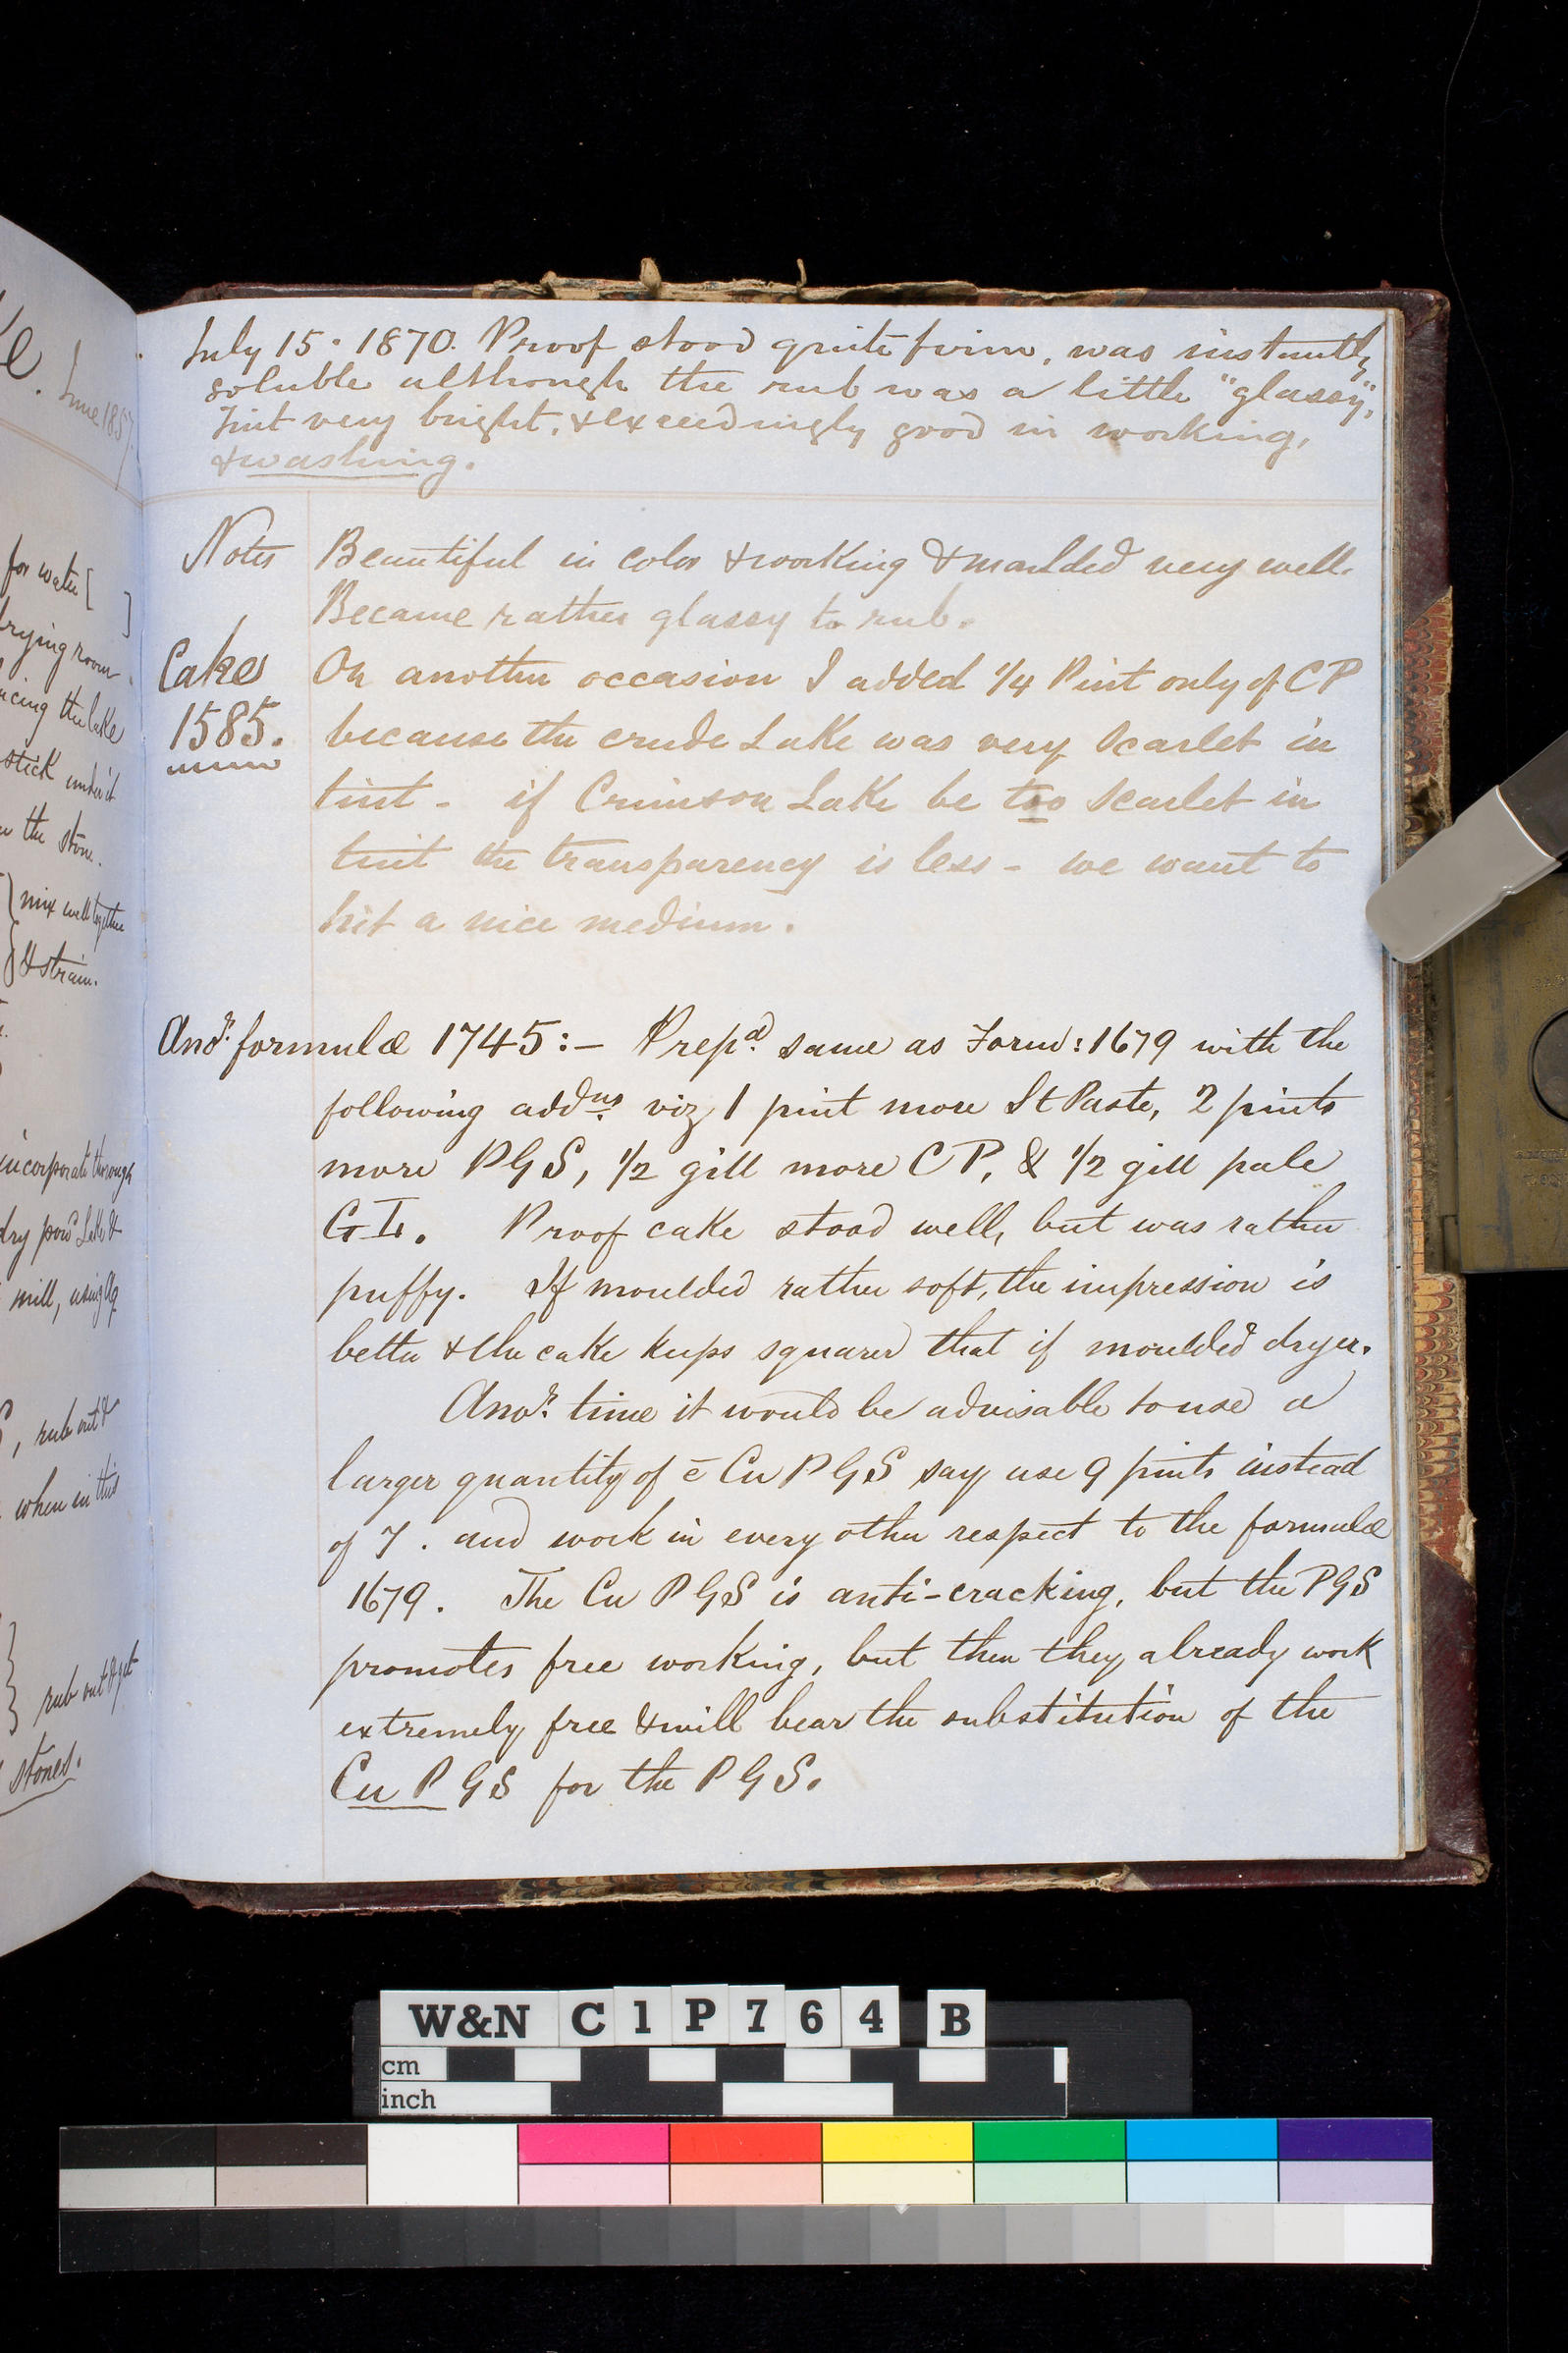 Ke. June 1857
for water [ ]
drying room
ucing the lake
stick under it
the stone.
} mix well together
} & strain.
incorporate through
dry powd Lake &
mill, using aq
, rub out &
when in this
} rub out & get
stones.
July 15. 1870. Proof stood quite firm, was instantly
soluble although the rub was a little "glassy",
Tint very bright, & exceedingly good in working,
& washing.
Notes Beautiful in color & working & moulded very well.
Became rather glassy to rub.
Cakes On another occasion I added 1/4 Pint only of CP
1585. because the crude Lake was very Scarlet in
tint - if Crimson Lake be too Scarlet in
tint the transparency is less - we want to
hit a nice medium.
Anor. formulæ 1745:- Prepd. same as Form: 1679 with the
following addns. viz 1 pint more St Paste, 2 pints
more PGS, 1/2 gill more CP, & 1/2 gill pale
GL. Proof cake stood well, but was rather
puffy. If moulded rather soft, the impression is
better & the cake keeps squarer that if moulded dryer.
Anor. time it would be advisable to use a
larger quantity of c̄ Cu PGS say use 9 pints instead
of 7. and work in every other respect to the formulæ
1679. The Cu PGS is anti-cracking, but the PGS
promotes free working, but then they already work
extremely free & will bear the substitution of the
Cu PGS for the PGS.
W&N C1P764 B
cm
inch